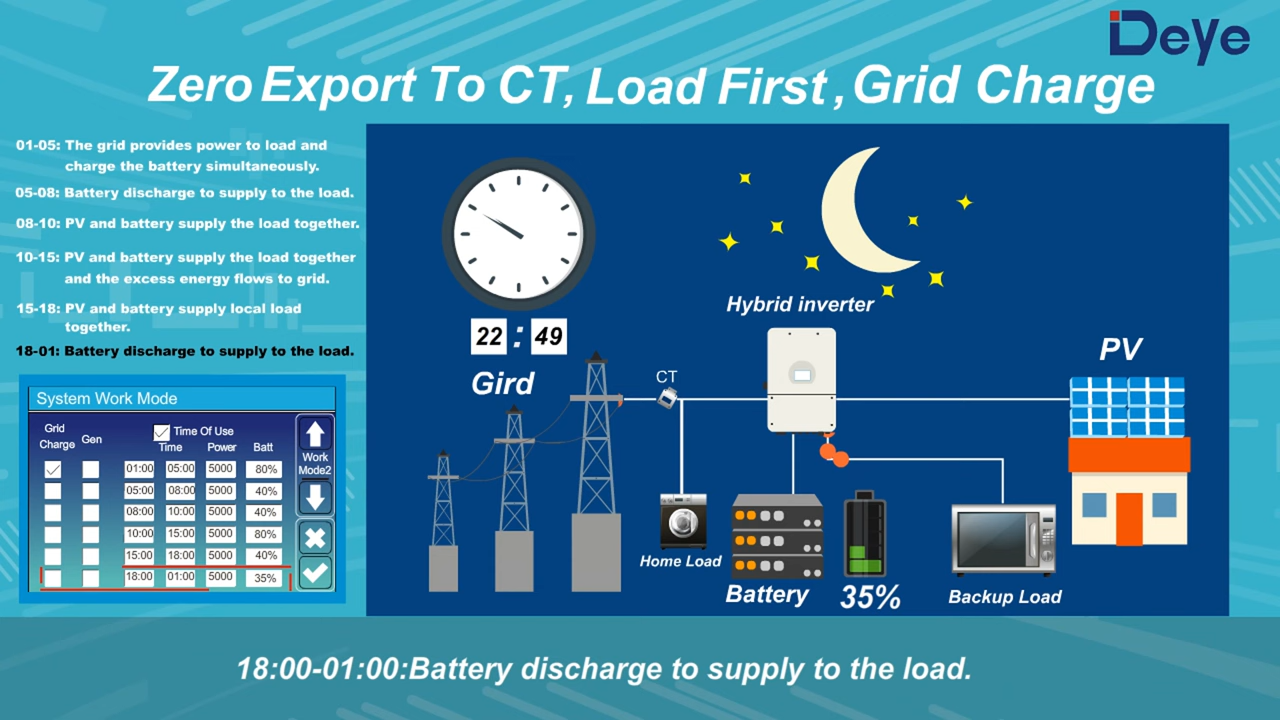 Deye
Zero Export To CT, Load First, Grid Charge
01-05: The grid provides power to load and
charge the battery simultaneously.
05-08: Battery discharge to supply to the load.
08-10: PV and battery supply the load together.
10-15: PV and battery supply the load together
and the excess energy flows to grid.
15-18: PV and battery supply local load
together.
18-01: Battery discharge to supply to the load.
System Work Mode
Grid Charge Gen Time Of Use
Time Power Batt
01:00 05:00 5000 80%
05:00 08:00 5000 40%
08:00 10:00 5000 40%
10:00 15:00 5000 80%
15:00 18:00 5000 40%
18:00 01:00 5000 35%
Work
Mode2
22 : 49
Gird
CT
Hybrid inverter
PV
Home Load
Battery
35%
Backup Load
18:00-01:00:Battery discharge to supply to the load.